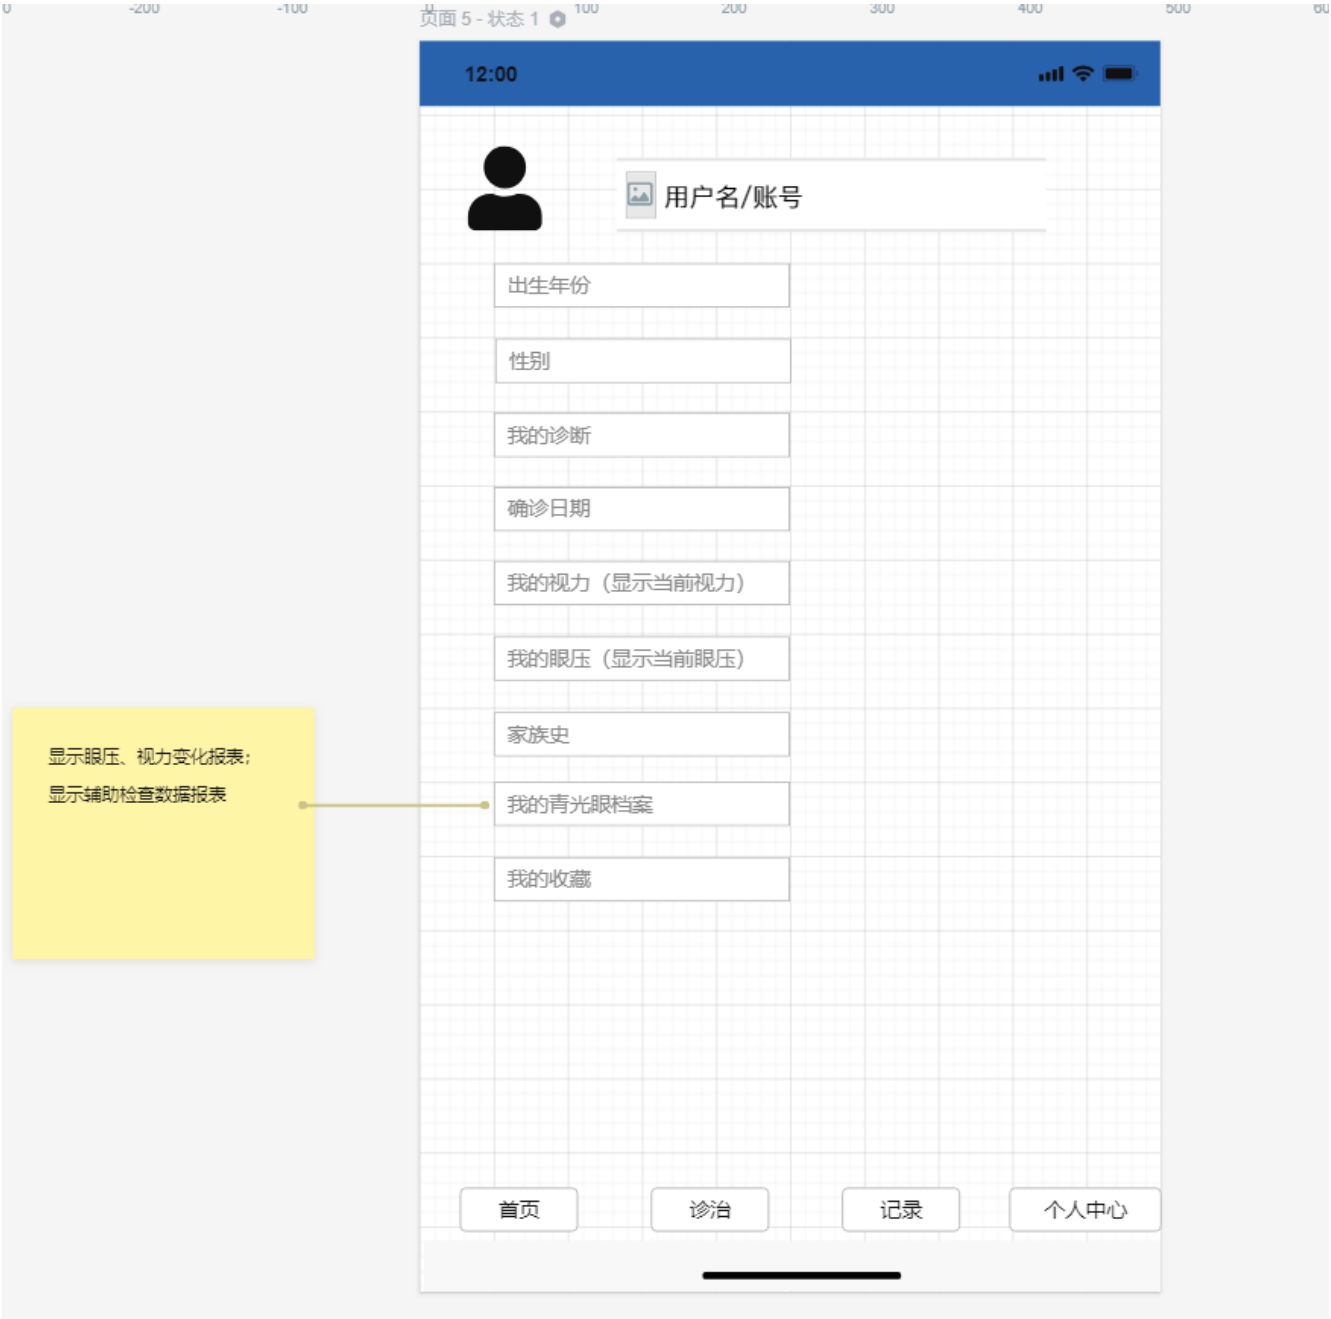 0 -200 -100 0 100 200 300 400 500
页面 5 - 状态 1
12:00
用户名/账号
出生年份
性别
我的诊断
确诊日期
我的视力（显示当前视力）
我的眼压（显示当前眼压）
家族史
显示眼压、视力变化报表；
显示辅助检查数据报表
我的青光眼档案
我的收藏
首页 诊治 记录 个人中心